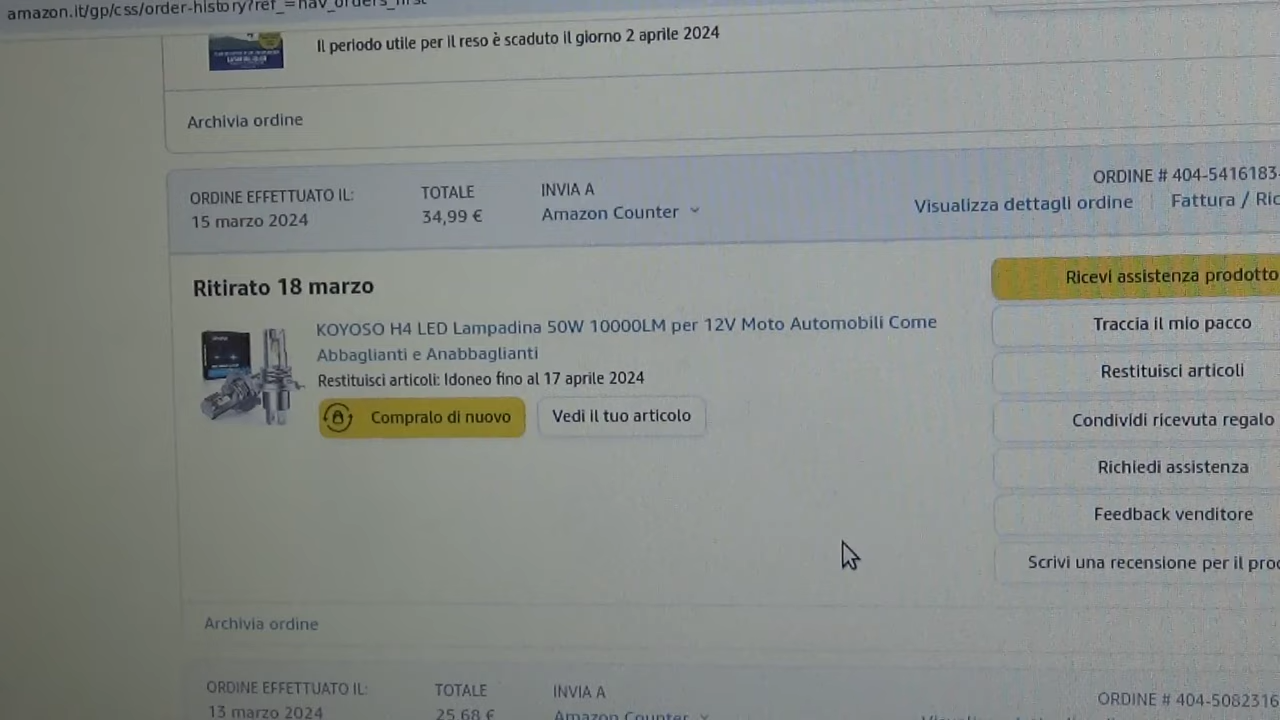 amazon.it/gp/css/order-history?ref_=nav_orders_first
Il periodo utile per il reso è scaduto il giorno 2 aprile 2024
Archivia ordine
ORDINE EFFETTUATO IL:
15 marzo 2024
TOTALE
34,99 €
INVIA A
Amazon Counter
ORDINE # 404-5416183-
Visualizza dettagli ordine
Fattura / Ric
Ritirato 18 marzo
KOYOSO H4 LED Lampadina 50W 10000LM per 12V Moto Automobili Come
Abbaglianti e Anabbaglianti
Restituisci articoli: Idoneo fino al 17 aprile 2024
Compralo di nuovo
Vedi il tuo articolo
Ricevi assistenza prodotto
Traccia il mio pacco
Restituisci articoli
Condividi ricevuta regalo
Richiedi assistenza
Feedback venditore
Scrivi una recensione per il pro
Archivia ordine
ORDINE EFFETTUATO IL:
13 marzo 2024
TOTALE
25,68 €
INVIA A
Amazon Counter
ORDINE # 404-5082316